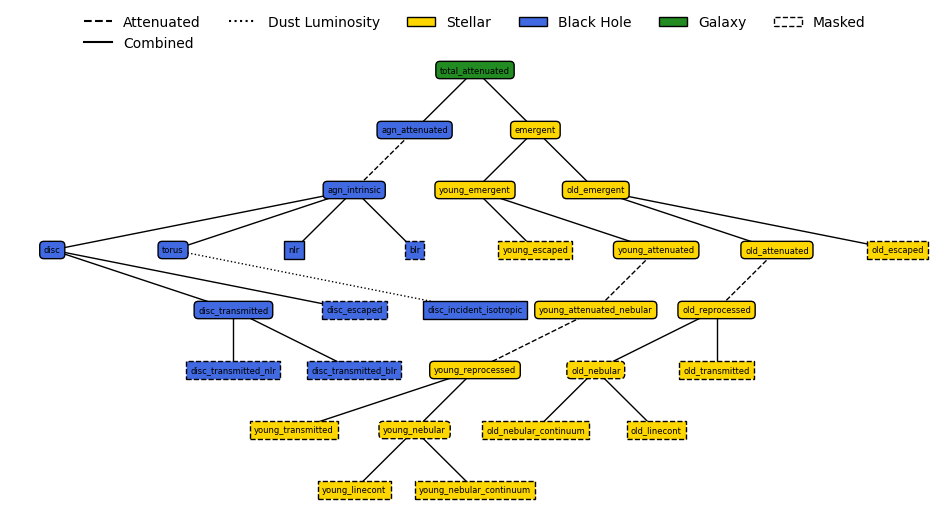 Attenuated Dust Luminosity Stellar Black Hole Galaxy Masked
Combined
total_attenuated
agn_attenuated emergent
agn_intrinsic young_emergent old_emergent
disc torus nlr blr young_escaped young_attenuated old_attenuated old_escaped
disc_transmitted disc_escaped disc_incident_isotropic young_attenuated_nebular old_reprocessed
disc_transmitted_nlr disc_transmitted_blr young_reprocessed old_nebular old_transmitted
young_transmitted young_nebular old_nebular_continuum old_linecont
young_linecont young_nebular_continuum